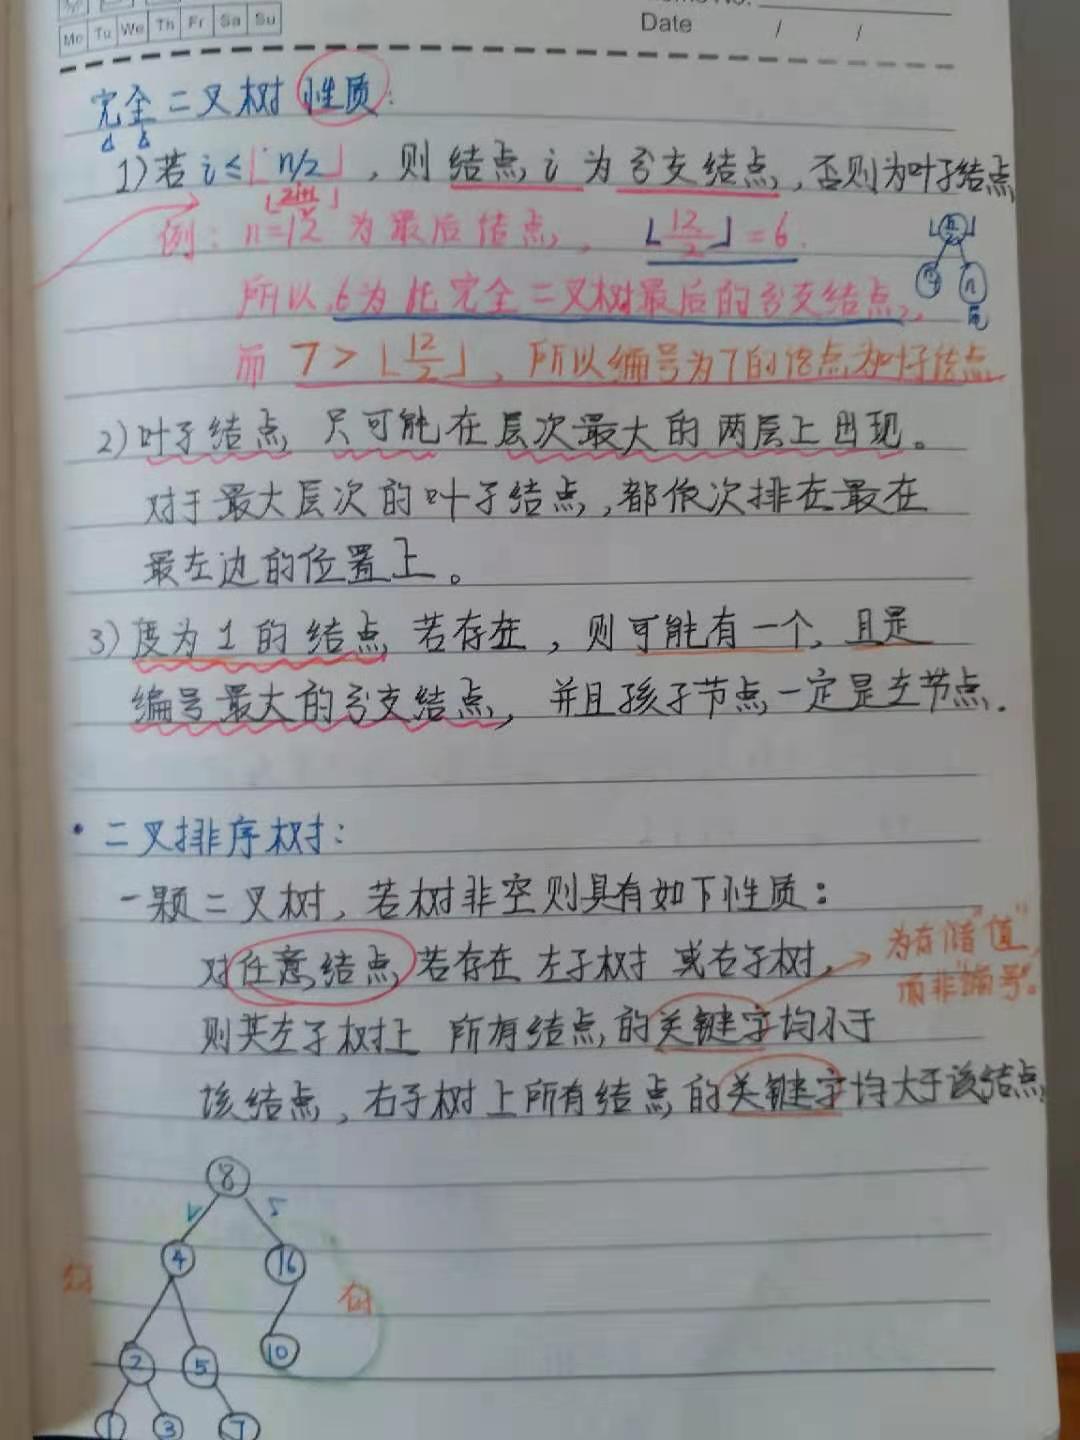 Mo Tu We Th Fr Sa Su
Date / /
完全二叉树性质:
1)若i≤⌊n/2⌋,则结点i为分支结点,否则为叶子结点
例:n=12为最后结点,⌊12/2⌋=6.
所以,6为此完全二叉树最后的分支结点,
而 7>⌊12/2⌋,所以编号为7的结点为叶子结点
n
尾
2)叶子结点 只可能在层次最大的两层上出现。
对于最大层次的叶子结点,都依次排在最在
最左边的位置上。
3)度为1的结点 若存在,则可能有一个,且是
编号最大的分支结点,并且孩子节点一定是左节点.
·二叉排序树:
一颗二叉树,若树非空则具有如下性质:
对任意结点,若存在左子树 或右子树,
为存储"值",
而非"编号"。
则其左子树上 所有结点的关键字均小于
该结点,右子树上所有结点的关键字均大于该结点,
8
4 16
右
2 5 10
1 3 7